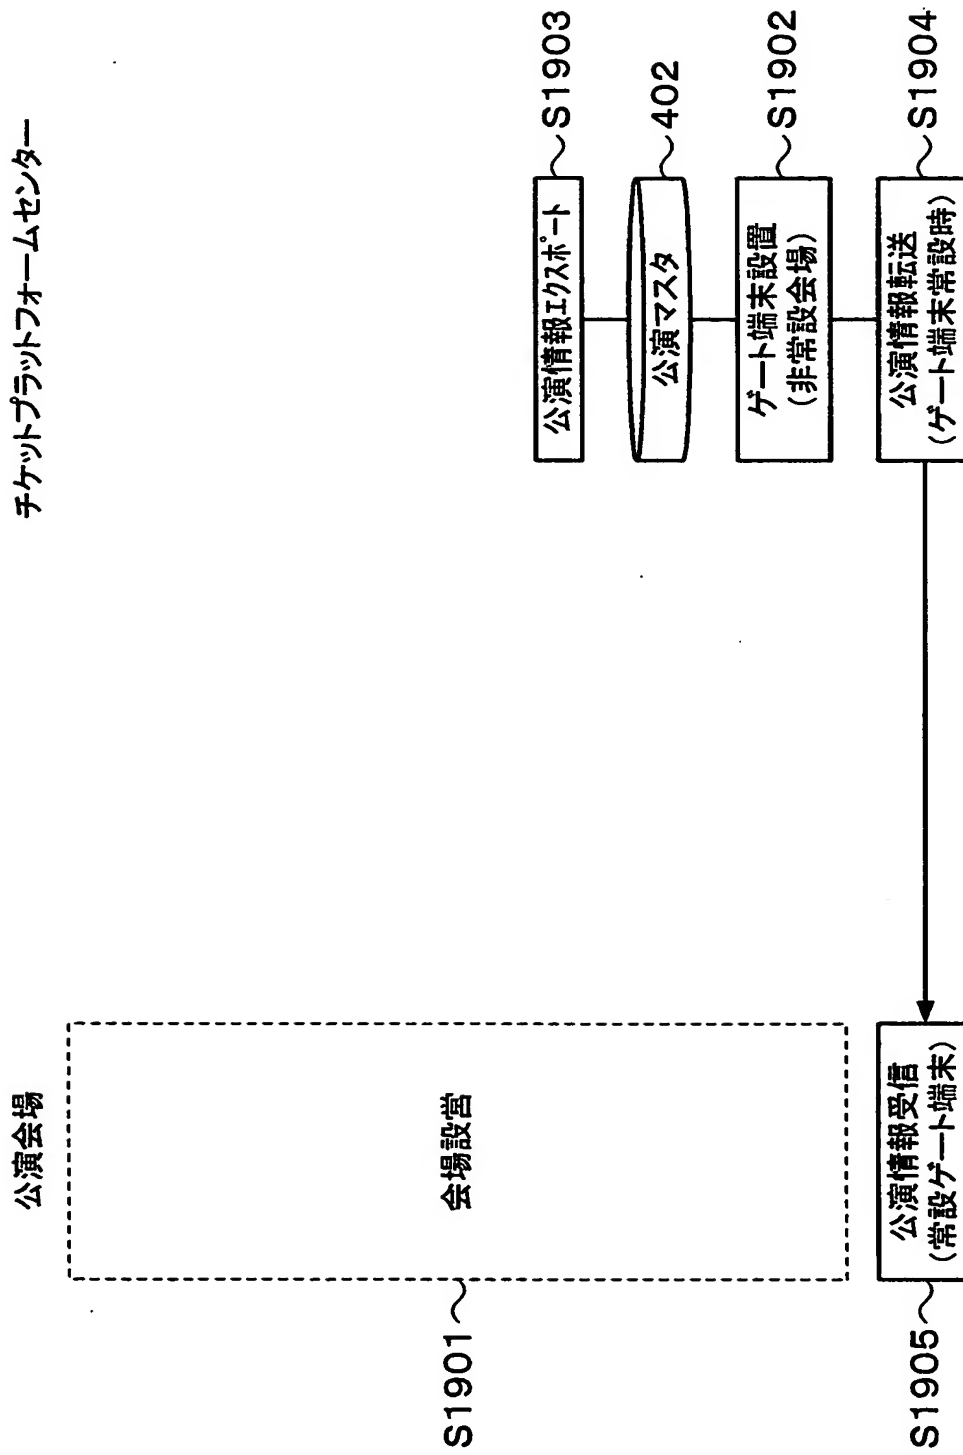 公演会場
チケットプラットフォームセンター
S1901
会場設営
公演情報エクスポート
S1903
公演マスタ
402
ゲート端末設置
(非常設会場)
S1902
S1905
公演情報受信
(常設ゲート端末)
公演情報転送
(ゲート端末常設時)
S1904